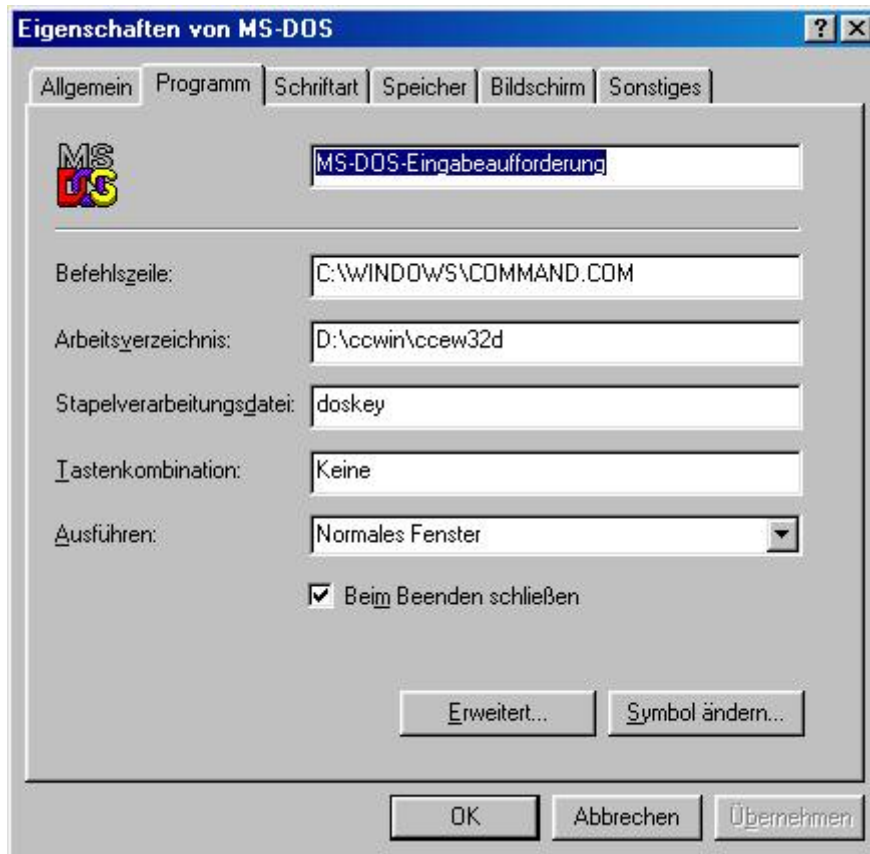 Eigenschaften von MS-DOS
Allgemein Programm Schriftart Speicher Bildschirm Sonstiges
MS DOS
MS-DOS-Eingabeaufforderung
Befehlszeile: C:\WINDOWS\COMMAND.COM
Arbeitsverzeichnis: D:\ccwin\ccew32d
Stapelverarbeitungsdatei: doskey
Tastenkombination: Keine
Ausführen: Normales Fenster
Beim Beenden schließen
Erweitert... Symbol ändern...
OK Abbrechen Übernehmen